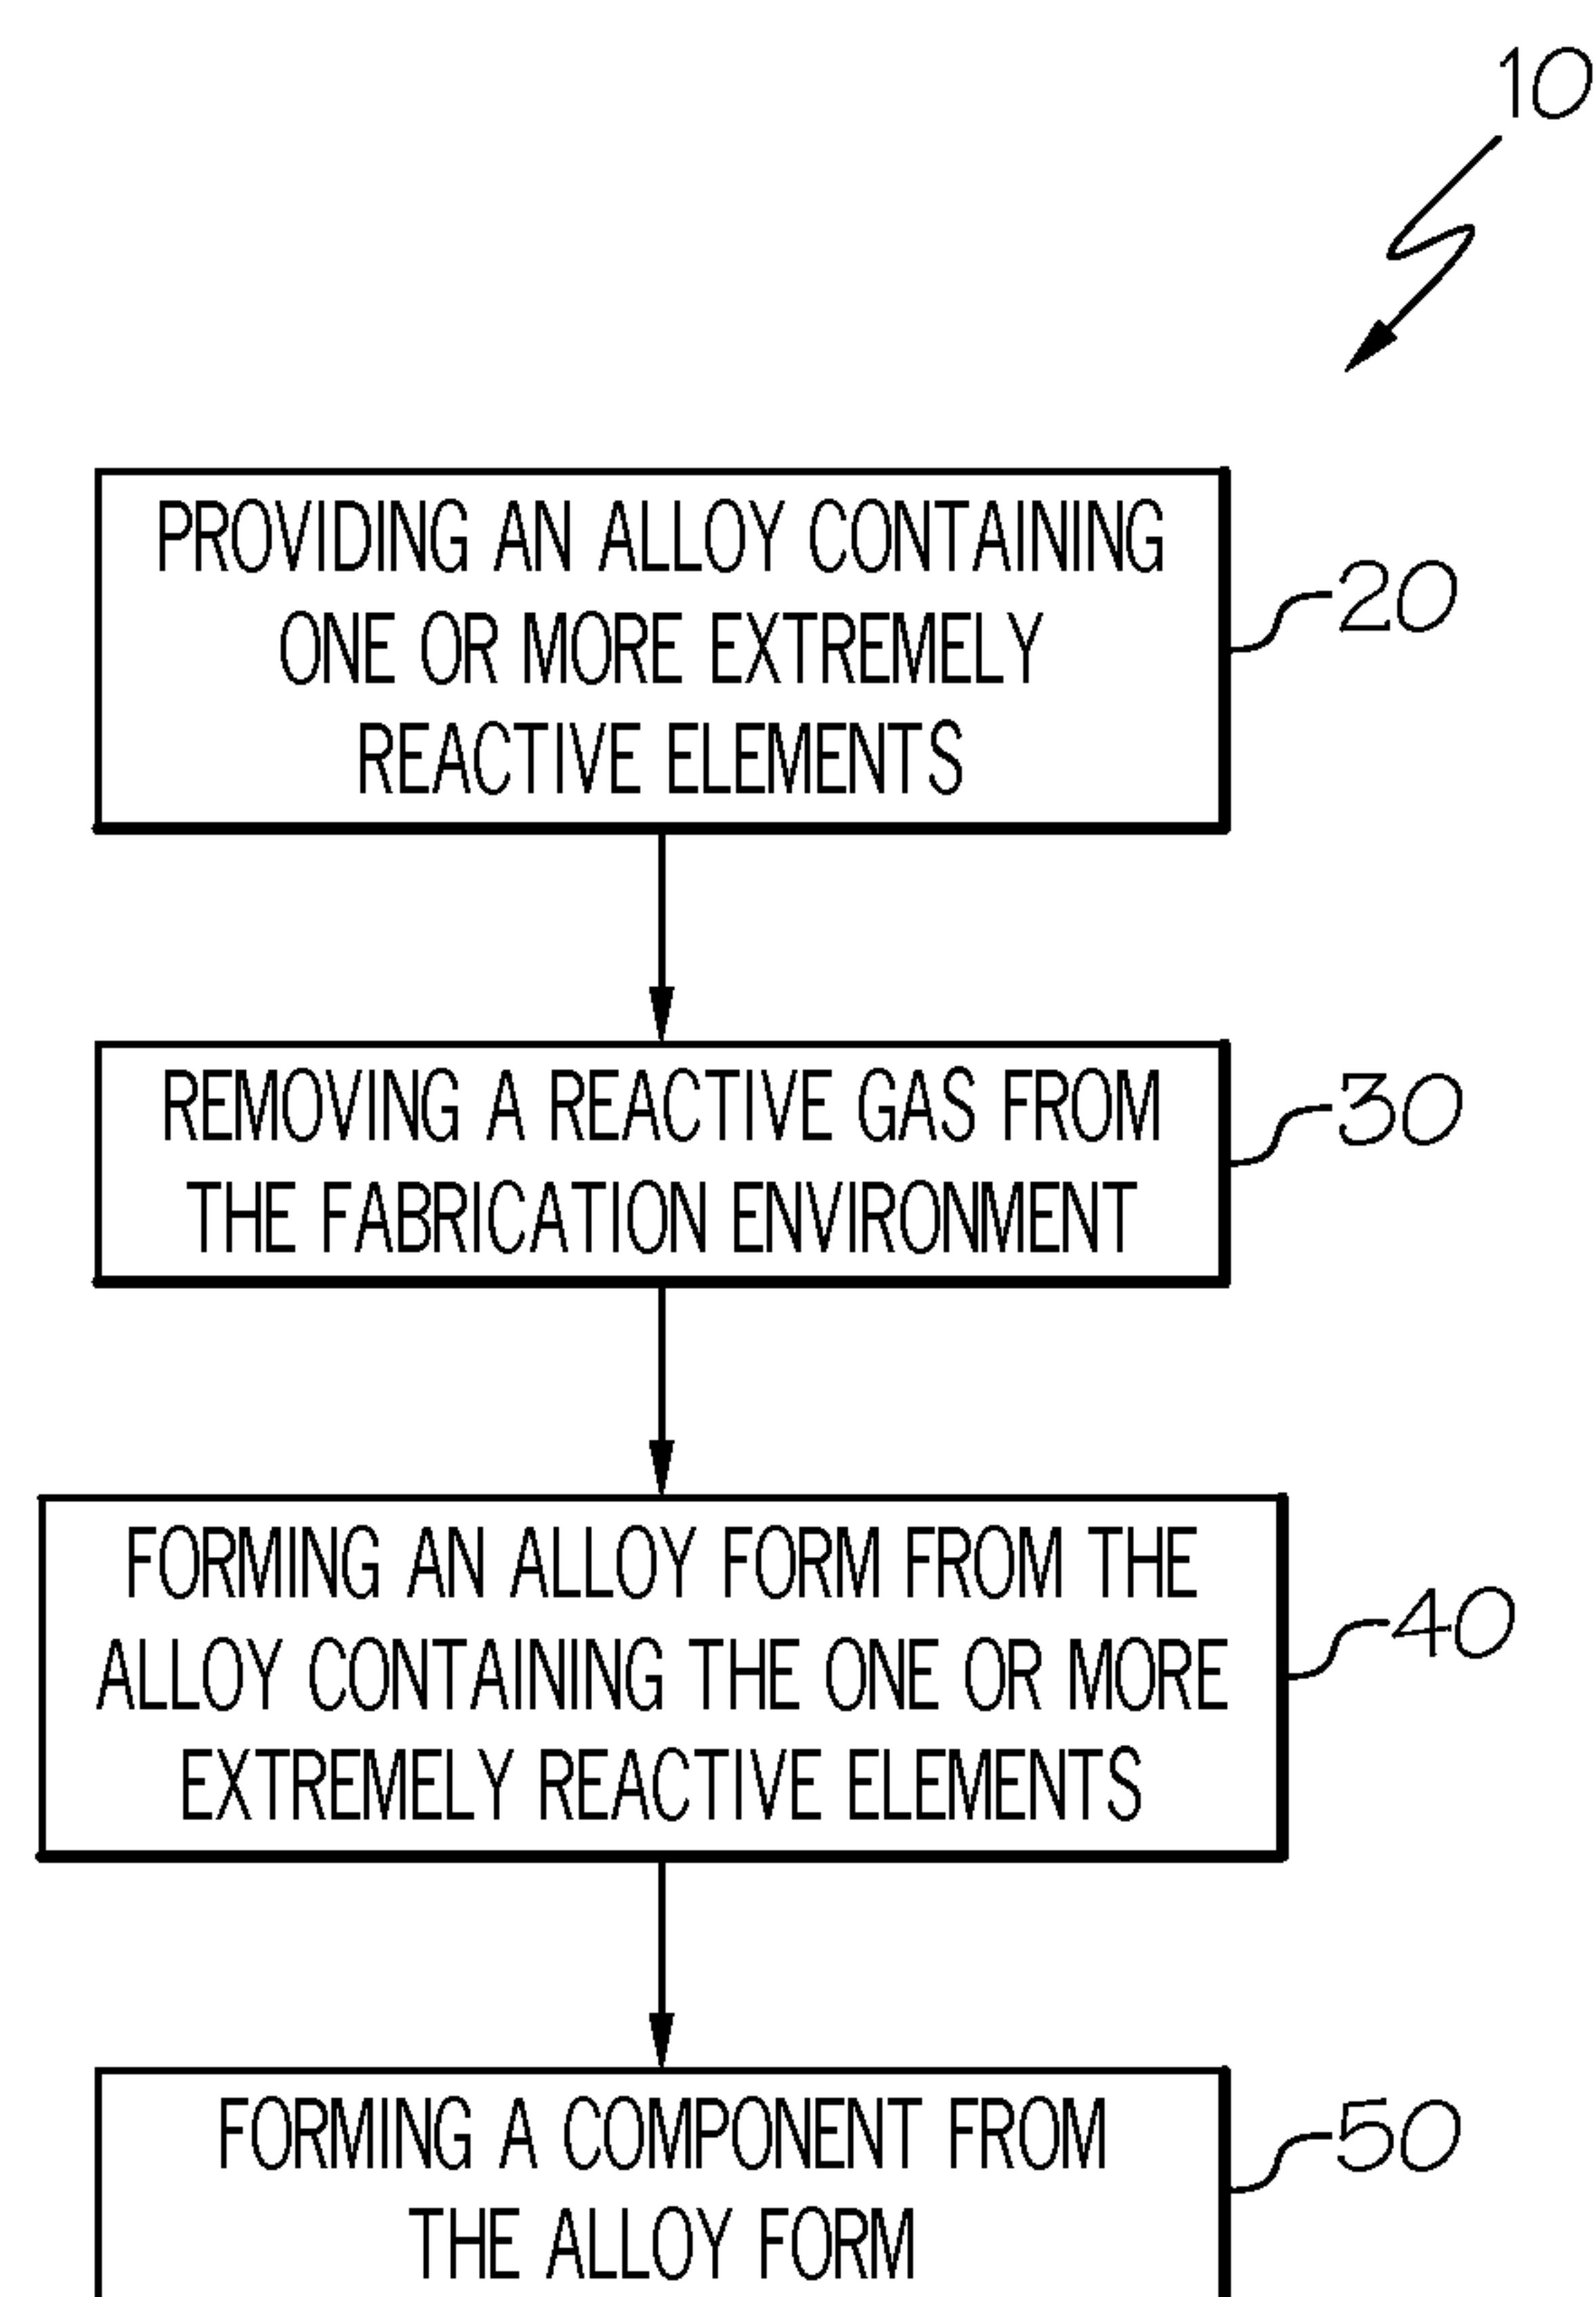 10
PROVIDING AN ALLOY CONTAINING
ONE OR MORE EXTREMELY
REACTIVE ELEMENTS
20
REMOVING A REACTIVE GAS FROM
THE FABRICATION ENVIRONMENT
30
FORMING AN ALLOY FORM FROM THE
ALLOY CONTAINING THE ONE OR MORE
EXTREMELY REACTIVE ELEMENTS
40
FORMING A COMPONENT FROM
THE ALLOY FORM
50